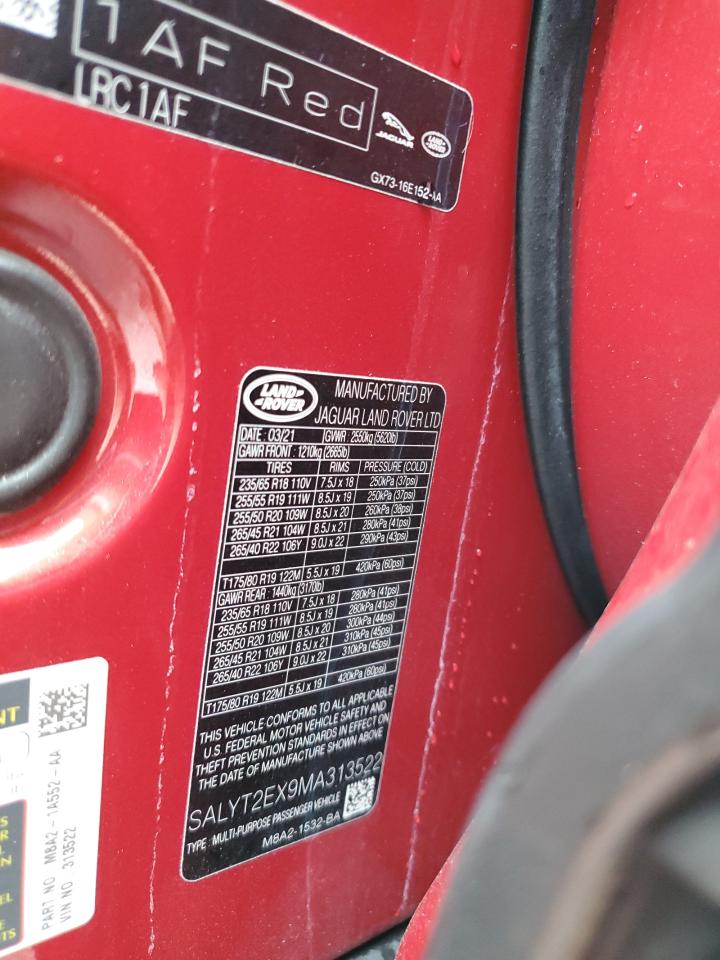 1AF Red
LRC1AF
JAGUAR
LAND ROVER
GX73-16E152-AA
LAND ROVER
MANUFACTURED BY
JAGUAR LAND ROVER LTD
DATE : 03/21 GVWR : 2550kg (5620lb)
GAWR FRONT : 1210kg (2665lb)
TIRES RIMS PRESSURE (COLD)
235/65 R18 110V 7.5J x 18 250kPa (37psi)
255/55 R19 111W 8.5J x 19 250kPa (37psi)
255/50 R20 109W 8.5J x 20 260kPa (38psi)
265/45 R21 104W 8.5J x 21 280kPa (41psi)
265/40 R22 106Y 9.0J x 22 290kPa (43psi)
T175/80 R19 122M 5.5J x 19 420kPa (60psi)
GAWR REAR : 1440kg (3170lb)
235/65 R18 110V 7.5J x 18 280kPa (41psi)
255/55 R19 111W 8.5J x 19 280kPa (41psi)
255/50 R20 109W 8.5J x 20 300kPa (44psi)
265/45 R21 104W 8.5J x 21 310kPa (45psi)
265/40 R22 106Y 9.0J x 22 310kPa (45psi)
T175/80 R19 122M 5.5J x 19 420kPa (60psi)
THIS VEHICLE CONFORMS TO ALL APPLICABLE
U.S. FEDERAL MOTOR VEHICLE SAFETY AND
THEFT PREVENTION STANDARDS IN EFFECT ON
THE DATE OF MANUFACTURE SHOWN ABOVE
SALYT2EX9MA313522
TYPE : MULTI-PURPOSE PASSENGER VEHICLE
M8A2-1532-BA
NT
PART NO M8A2-1A552-AA
VIN NO 313522